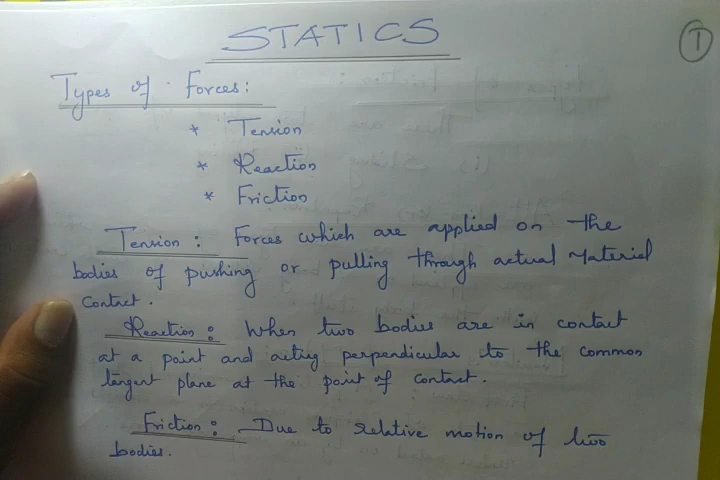 STATICS
1
Types of Forces:
* Tension
* Reaction
* Friction
Tension: Forces which are applied on the
bodies of pushing or pulling through actual Material
Contact.
Reaction: When two bodies are in contact
at a point and acting perpendicular to the common
tangent plane at the point of contact.
Friction: Due to relative motion of two
bodies.